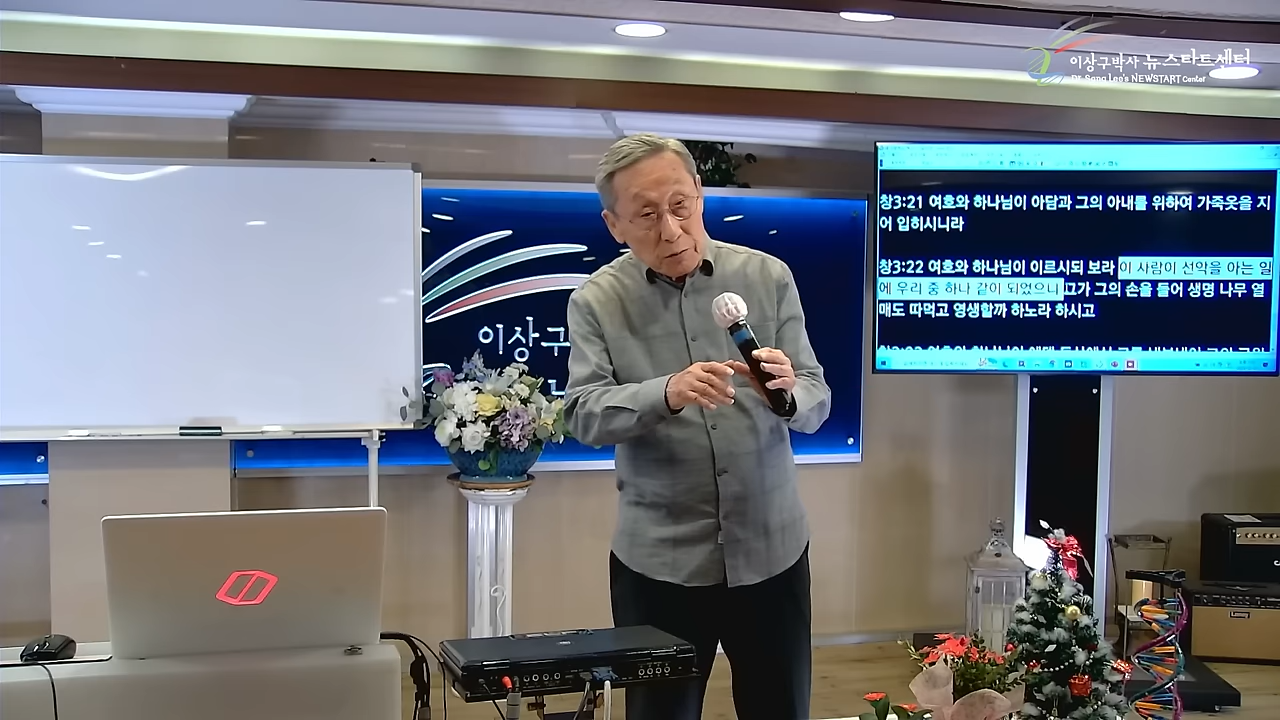 이상구박사 뉴스타트센터
Dr. Sang Lee's NEWSTART Center
창3:21 여호와 하나님이 아담과 그의 아내를 위하여 가죽옷을 지
어 입히시니라
창3:22 여호와 하나님이 이르시되 보라 이 사람이 선악을 아는 일
에 우리 중 하나 같이 되었으니 그가 그의 손을 들어 생명 나무 열
매도 따먹고 영생할까 하노라 하시고
이상구